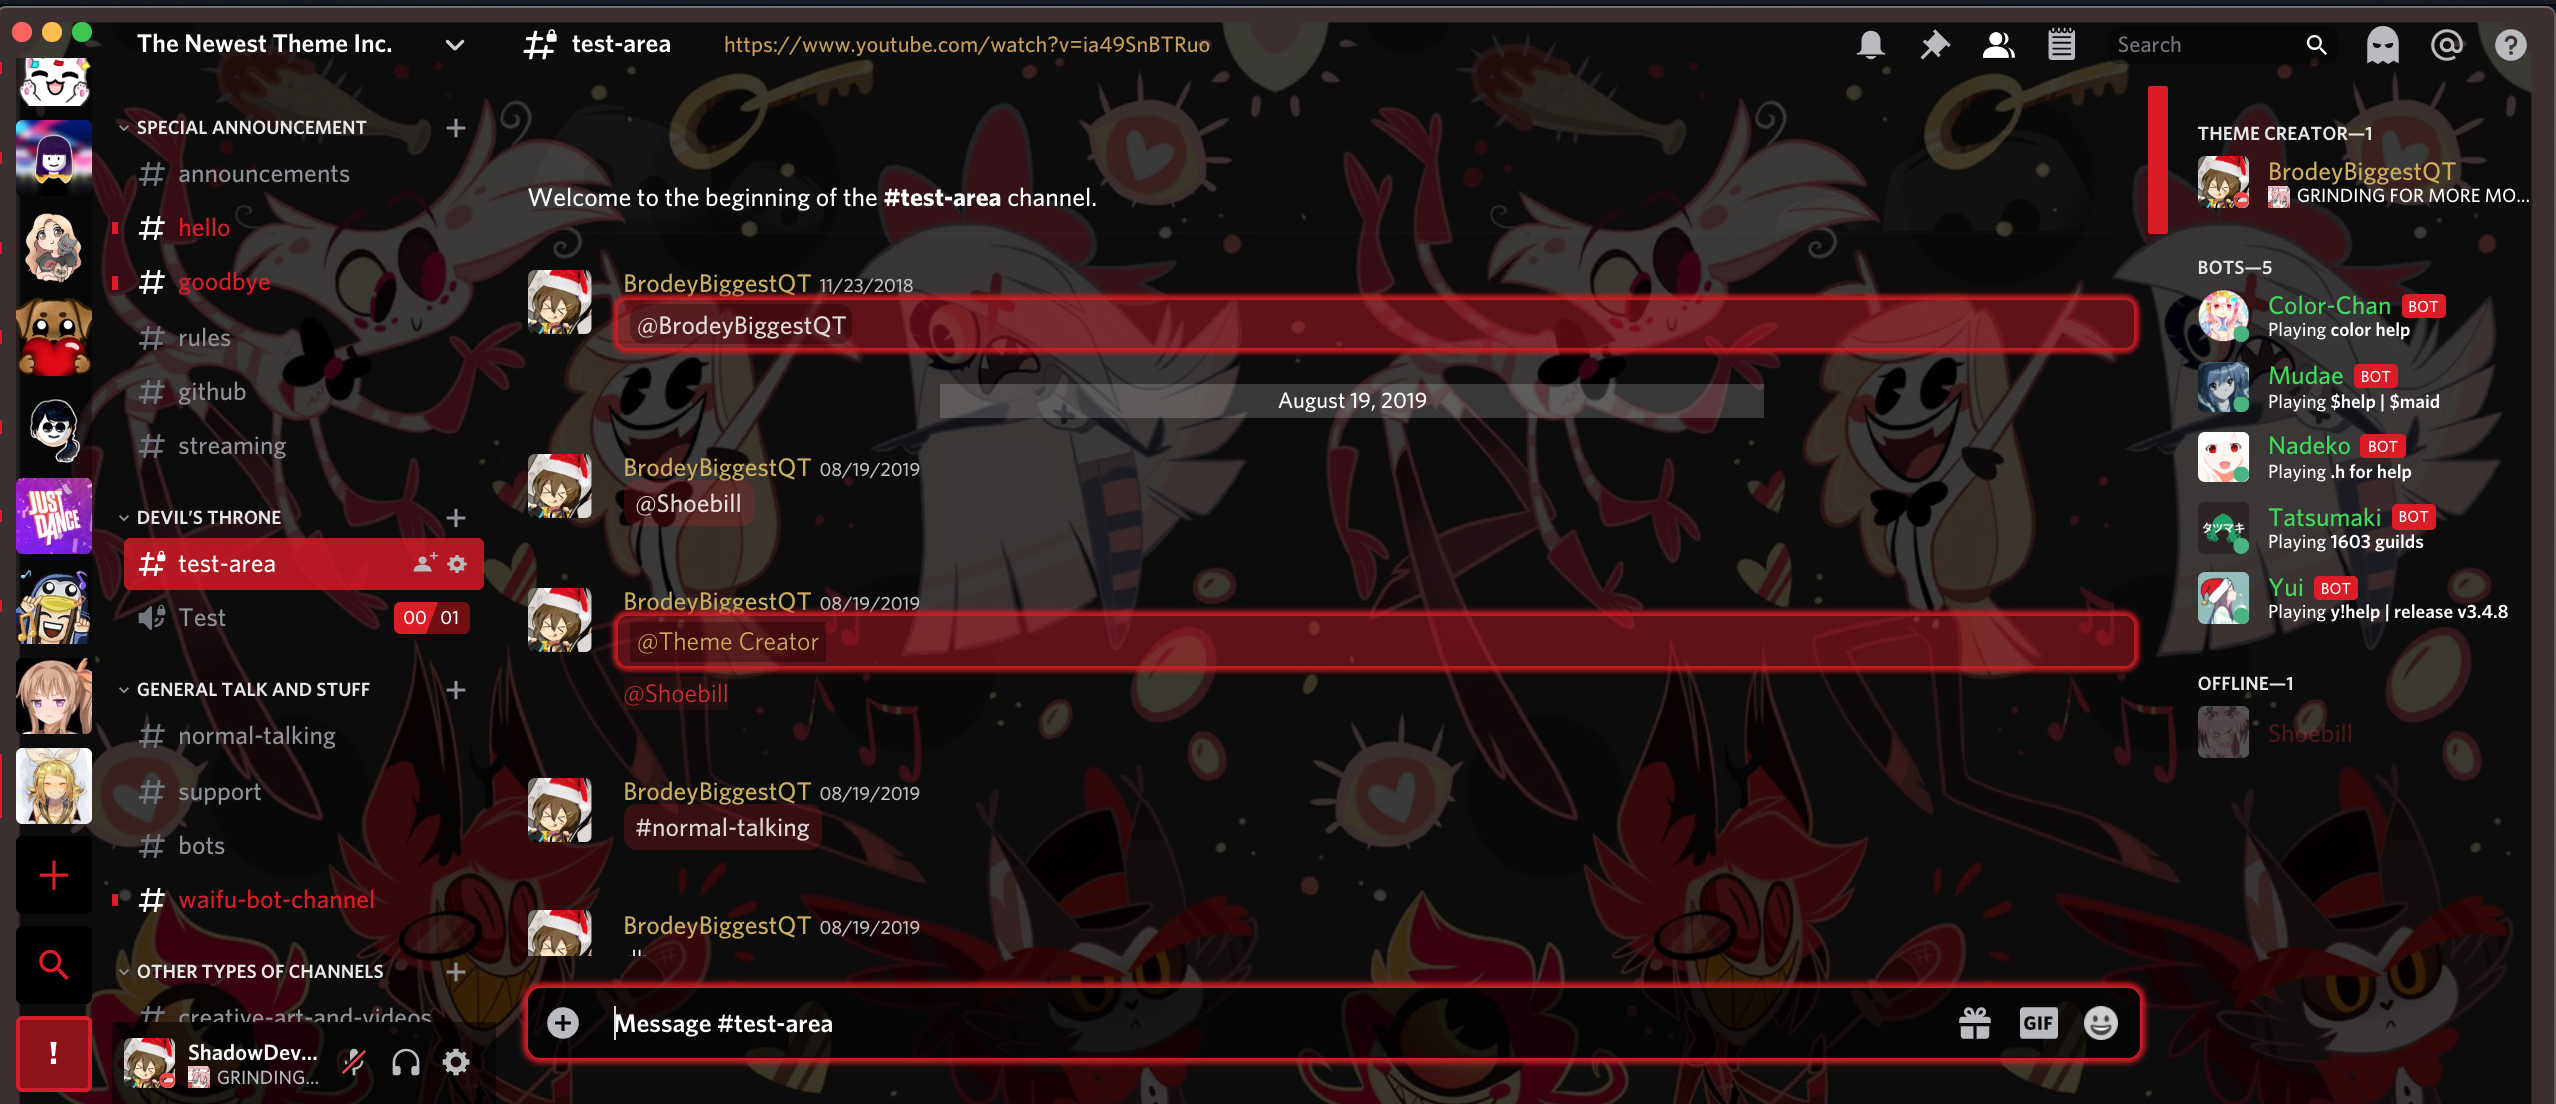 The Newest Theme Inc.
test-area
https://www.youtube.com/watch?v=ia49SnBTRuo
Search
SPECIAL ANNOUNCEMENT
announcements
hello
goodbye
rules
github
streaming
DEVIL'S THRONE
test-area
Test
00 01
GENERAL TALK AND STUFF
normal-talking
support
bots
waifu-bot-channel
OTHER TYPES OF CHANNELS
creative-art-and-videos
JUST DANCE
!
ShadowDev...
GRINDING...
Welcome to the beginning of the #test-area channel.
BrodeyBiggestQT 11/23/2018
@BrodeyBiggestQT
August 19, 2019
BrodeyBiggestQT 08/19/2019
@Shoebill
BrodeyBiggestQT 08/19/2019
@Theme Creator
@Shoebill
BrodeyBiggestQT 08/19/2019
#normal-talking
BrodeyBiggestQT 08/19/2019
Message #test-area
GIF
THEME CREATOR—1
BrodeyBiggestQT
GRINDING FOR MORE MO...
BOTS—5
Color-Chan BOT
Playing color help
Mudae BOT
Playing $help | $maid
Nadeko BOT
Playing .h for help
タツマキ
Tatsumaki BOT
Playing 1603 guilds
Yui BOT
Playing y!help | release v3.4.8
OFFLINE—1
Shoebill